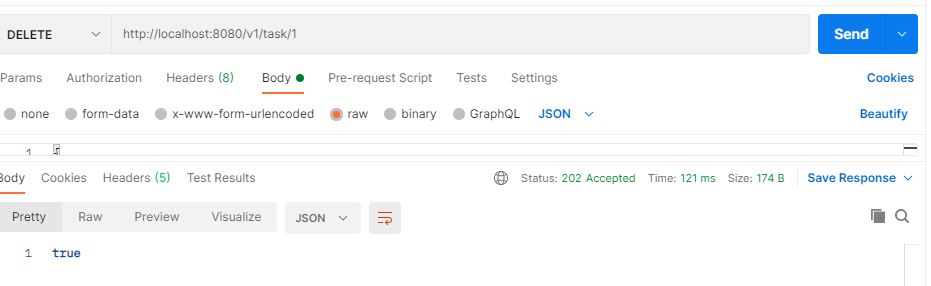 DELETE http://localhost:8080/v1/task/1 Send
Params Authorization Headers (8) Body Pre-request Script Tests Settings Cookies
none form-data x-www-form-urlencoded raw binary GraphQL JSON Beautify
1 {
Body Cookies Headers (5) Test Results Status: 202 Accepted Time: 121 ms Size: 174 B Save Response
Pretty Raw Preview Visualize JSON
1 true